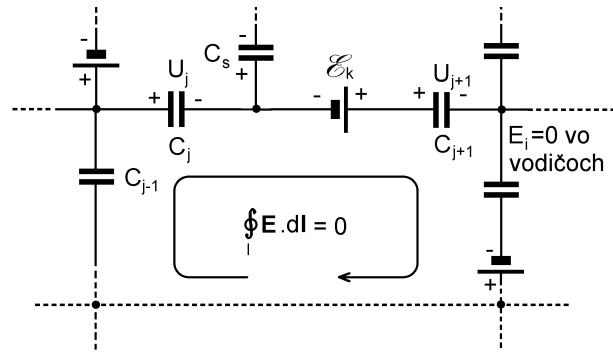 -
+
C_s
-
+
U_j
+ -
C_j
ℰ_k
- +
U_{j+1}
+ -
C_{j+1}
E_i=0 vo
vodičoch
C_{j-1}
∮_l E.dl = 0
-
+